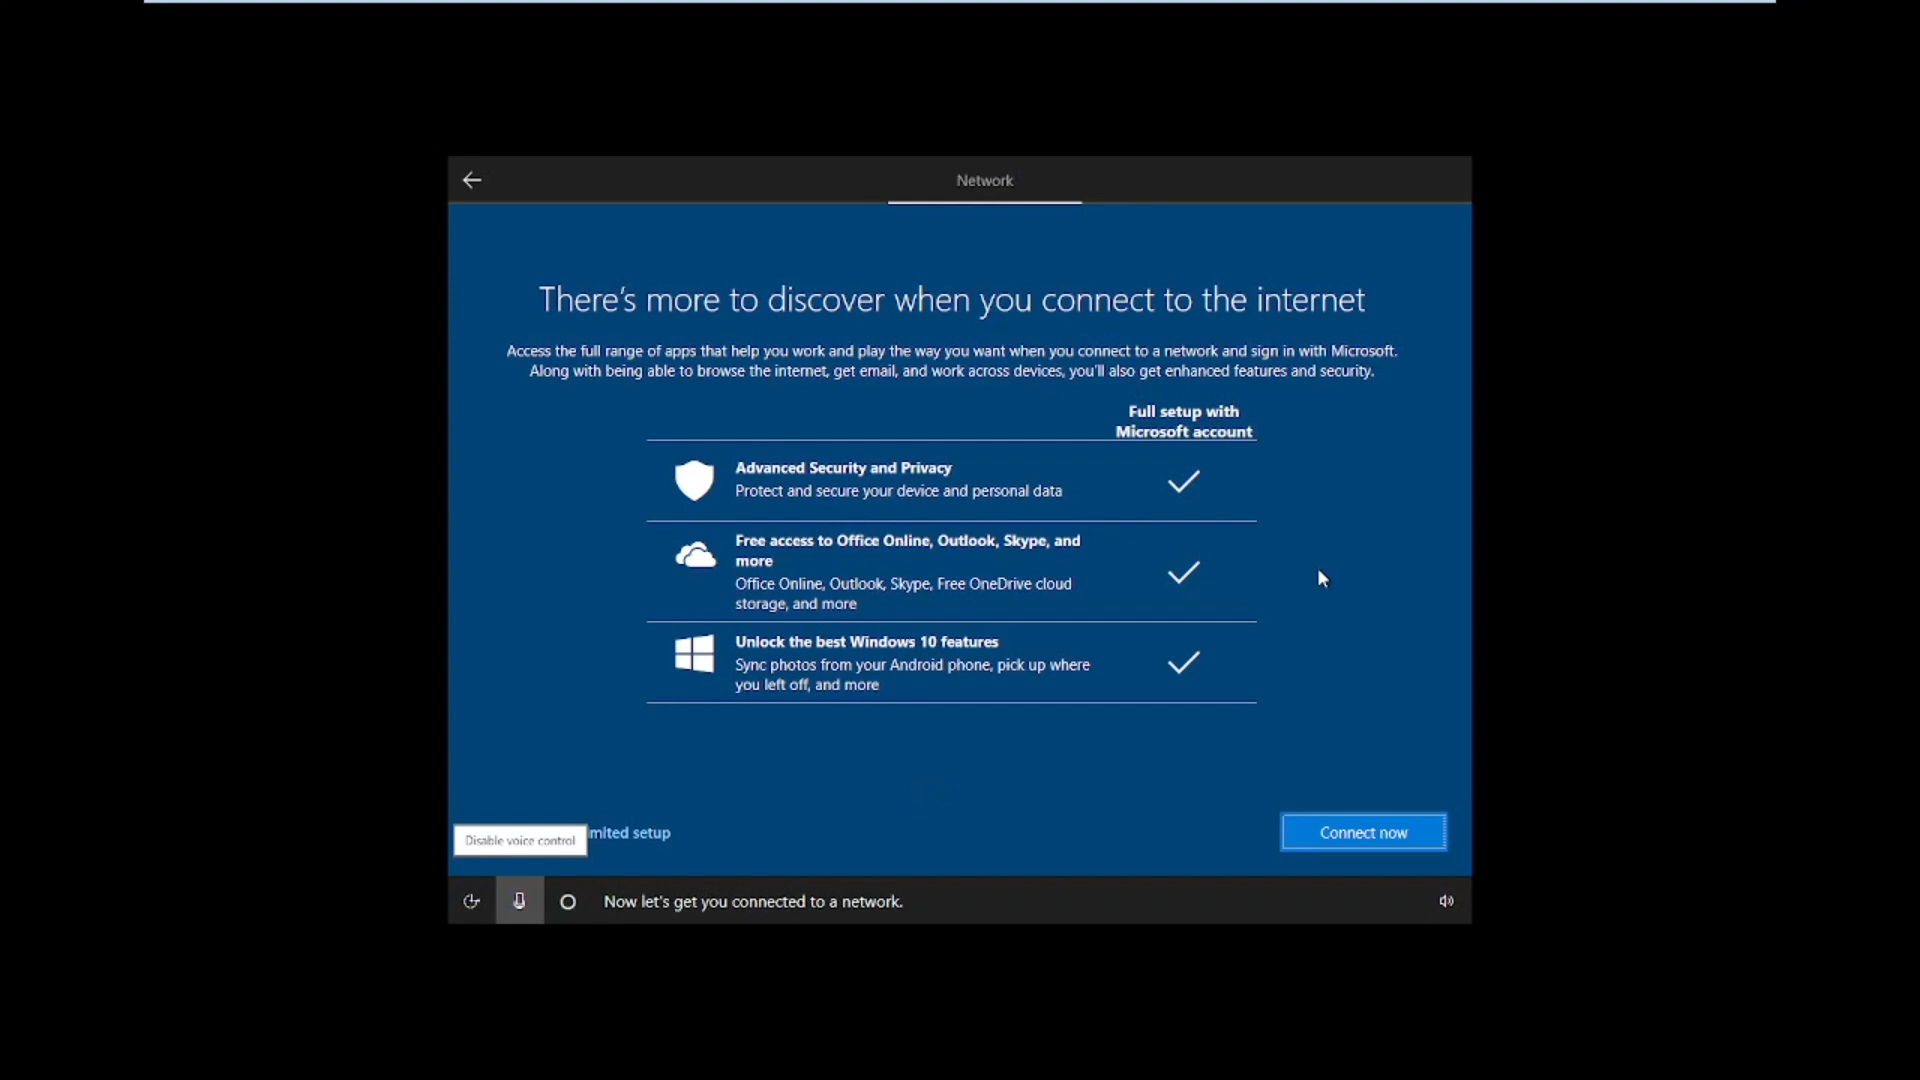 Network
There's more to discover when you connect to the internet
Access the full range of apps that help you work and play the way you want when you connect to a network and sign in with Microsoft.
Along with being able to browse the internet, get email, and work across devices, you'll also get enhanced features and security.
Full setup with
Microsoft account
Advanced Security and Privacy
Protect and secure your device and personal data
Free access to Office Online, Outlook, Skype, and
more
Office Online, Outlook, Skype, Free OneDrive cloud
storage, and more
Unlock the best Windows 10 features
Sync photos from your Android phone, pick up where
you left off, and more
Disable voice control
mited setup
Connect now
Now let's get you connected to a network.